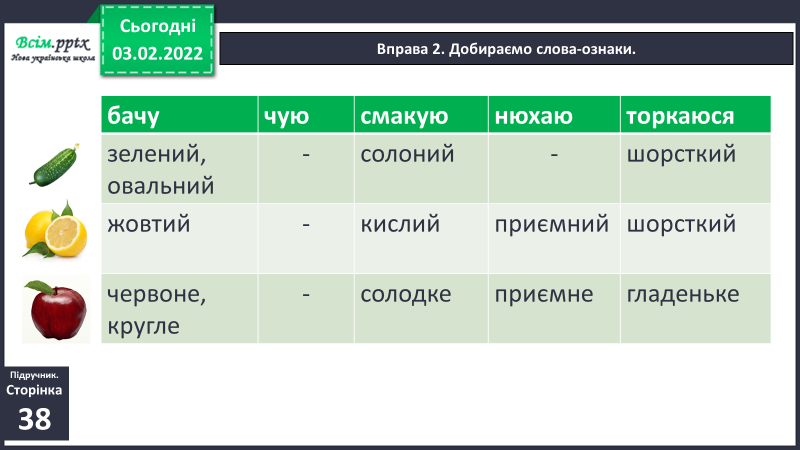 Всім.pptx
Нова українська школа
Сьогодні
03.02.2022
Вправа 2. Добираємо слова-ознаки.
бачу чую смакую нюхаю торкаюся
зелений, - солоний - шорсткий
овальний
жовтий - кислий приємний шорсткий
червоне, - солодке приємне гладеньке
кругле
Підручник.
Сторінка
38